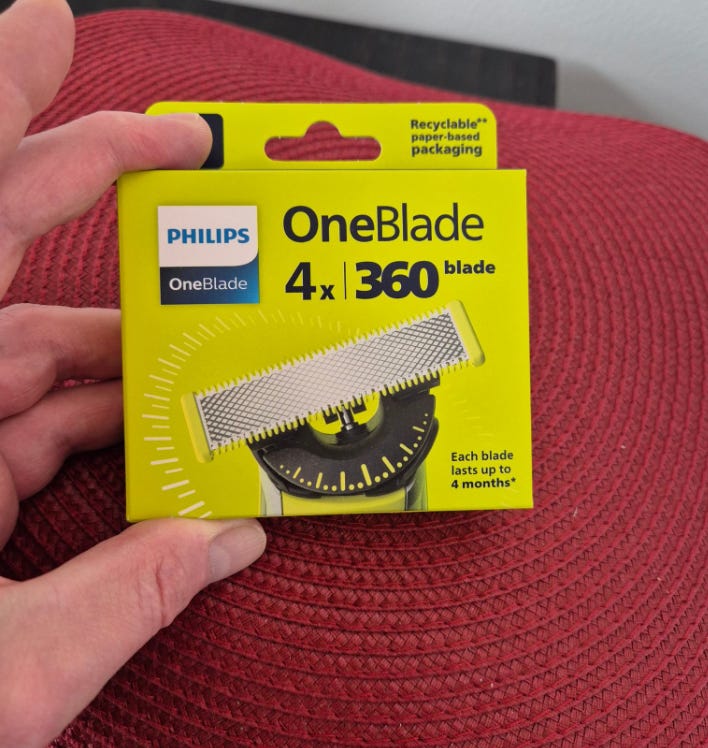 Recyclable**
paper-based
packaging
PHILIPS
OneBlade
OneBlade
4x | 360 blade
Each blade
lasts up to
4 months*